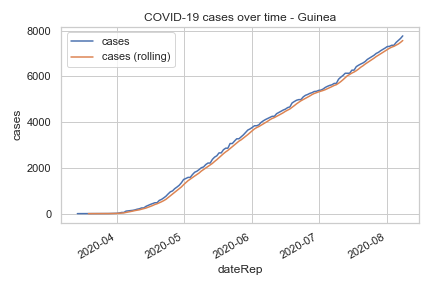 COVID-19 cases over time - Guinea
cases
cases (rolling)
8000
6000
4000
2000
0
cases
2020-04
2020-05
2020-06
2020-07
2020-08
dateRep